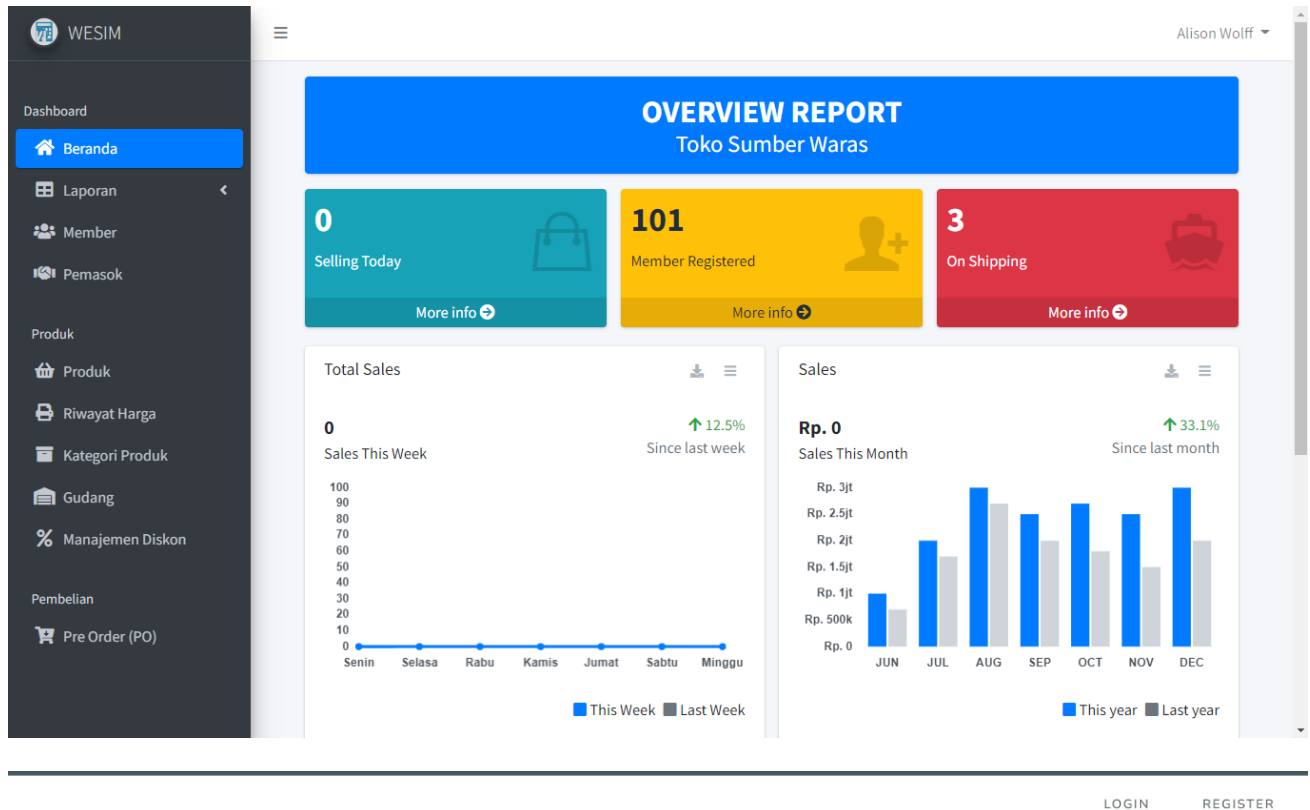 WESIM
Alison Wolff
Dashboard
Beranda
Laporan
Member
Pemasok
Produk
Produk
Riwayat Harga
Kategori Produk
Gudang
Manajemen Diskon
Pembelian
Pre Order (PO)
OVERVIEW REPORT
Toko Sumber Waras
0
Selling Today
More info
101
Member Registered
More info
3
On Shipping
More info
Total Sales
0
Sales This Week
12.5%
Since last week
100
90
80
70
60
50
40
30
20
10
0
Senin Selasa Rabu Kamis Jumat Sabtu Minggu
This Week Last Week
Sales
Rp. 0
Sales This Month
33.1%
Since last month
Rp. 3jt
Rp. 2.5jt
Rp. 2jt
Rp. 1.5jt
Rp. 1jt
Rp. 500k
Rp. 0
JUN JUL AUG SEP OCT NOV DEC
This year Last year
LOGIN REGISTER